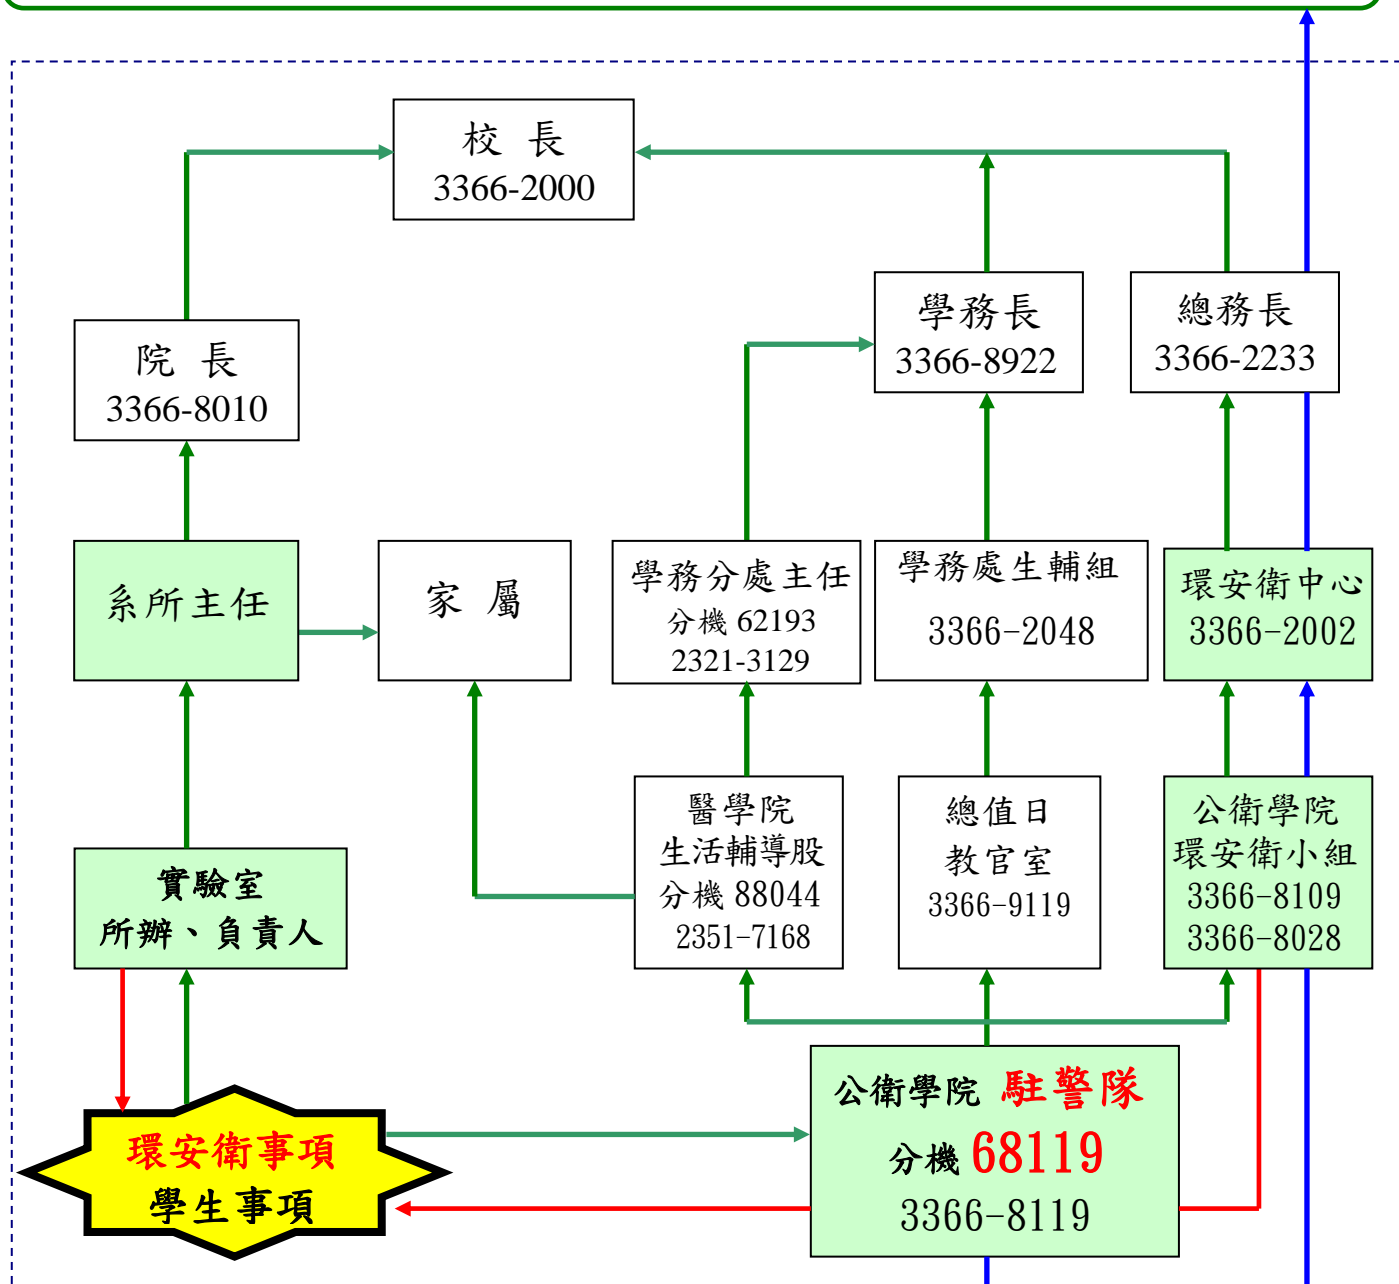 校 長
3366-2000
學務長
3366-8922
總務長
3366-2233
院 長
3366-8010
系所主任
家 屬
學務分處主任
分機 62193
2321-3129
學務處生輔組
3366-2048
環安衛中心
3366-2002
醫學院
生活輔導股
分機 88044
2351-7168
總值日
教官室
3366-9119
公衛學院
環安衛小組
3366-8109
3366-8028
實驗室
所辦、負責人
公衛學院 駐警隊
分機 68119
3366-8119
環安衛事項
學生事項